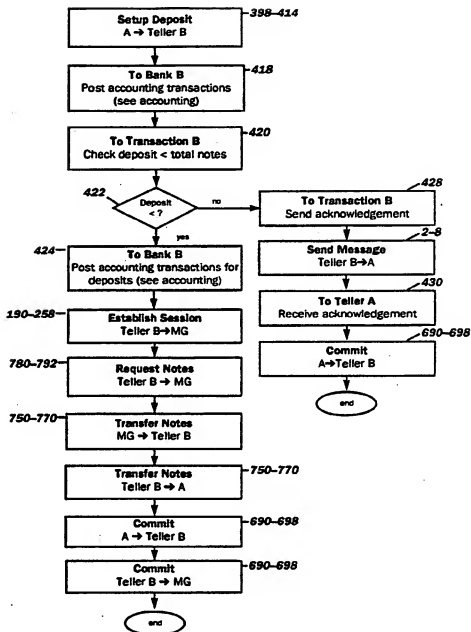 398–414
Setup Deposit
A → Teller B
418
To Bank B
Post accounting transactions
(see accounting)
420
To Transaction B
Check deposit < total notes
422
Deposit
< ?
no
yes
428
To Transaction B
Send acknowledgement
2–8
Send Message
Teller B→A
430
To Teller A
Receive acknowledgement
690–698
Commit
A→Teller B
end
424
To Bank B
Post accounting transactions for
deposits (see accounting)
190–258
Establish Session
Teller B→MG
780–792
Request Notes
Teller B → MG
750–770
Transfer Notes
MG → Teller B
Transfer Notes
Teller B → A
750–770
Commit
A → Teller B
690–698
Commit
Teller B → MG
690–698
end